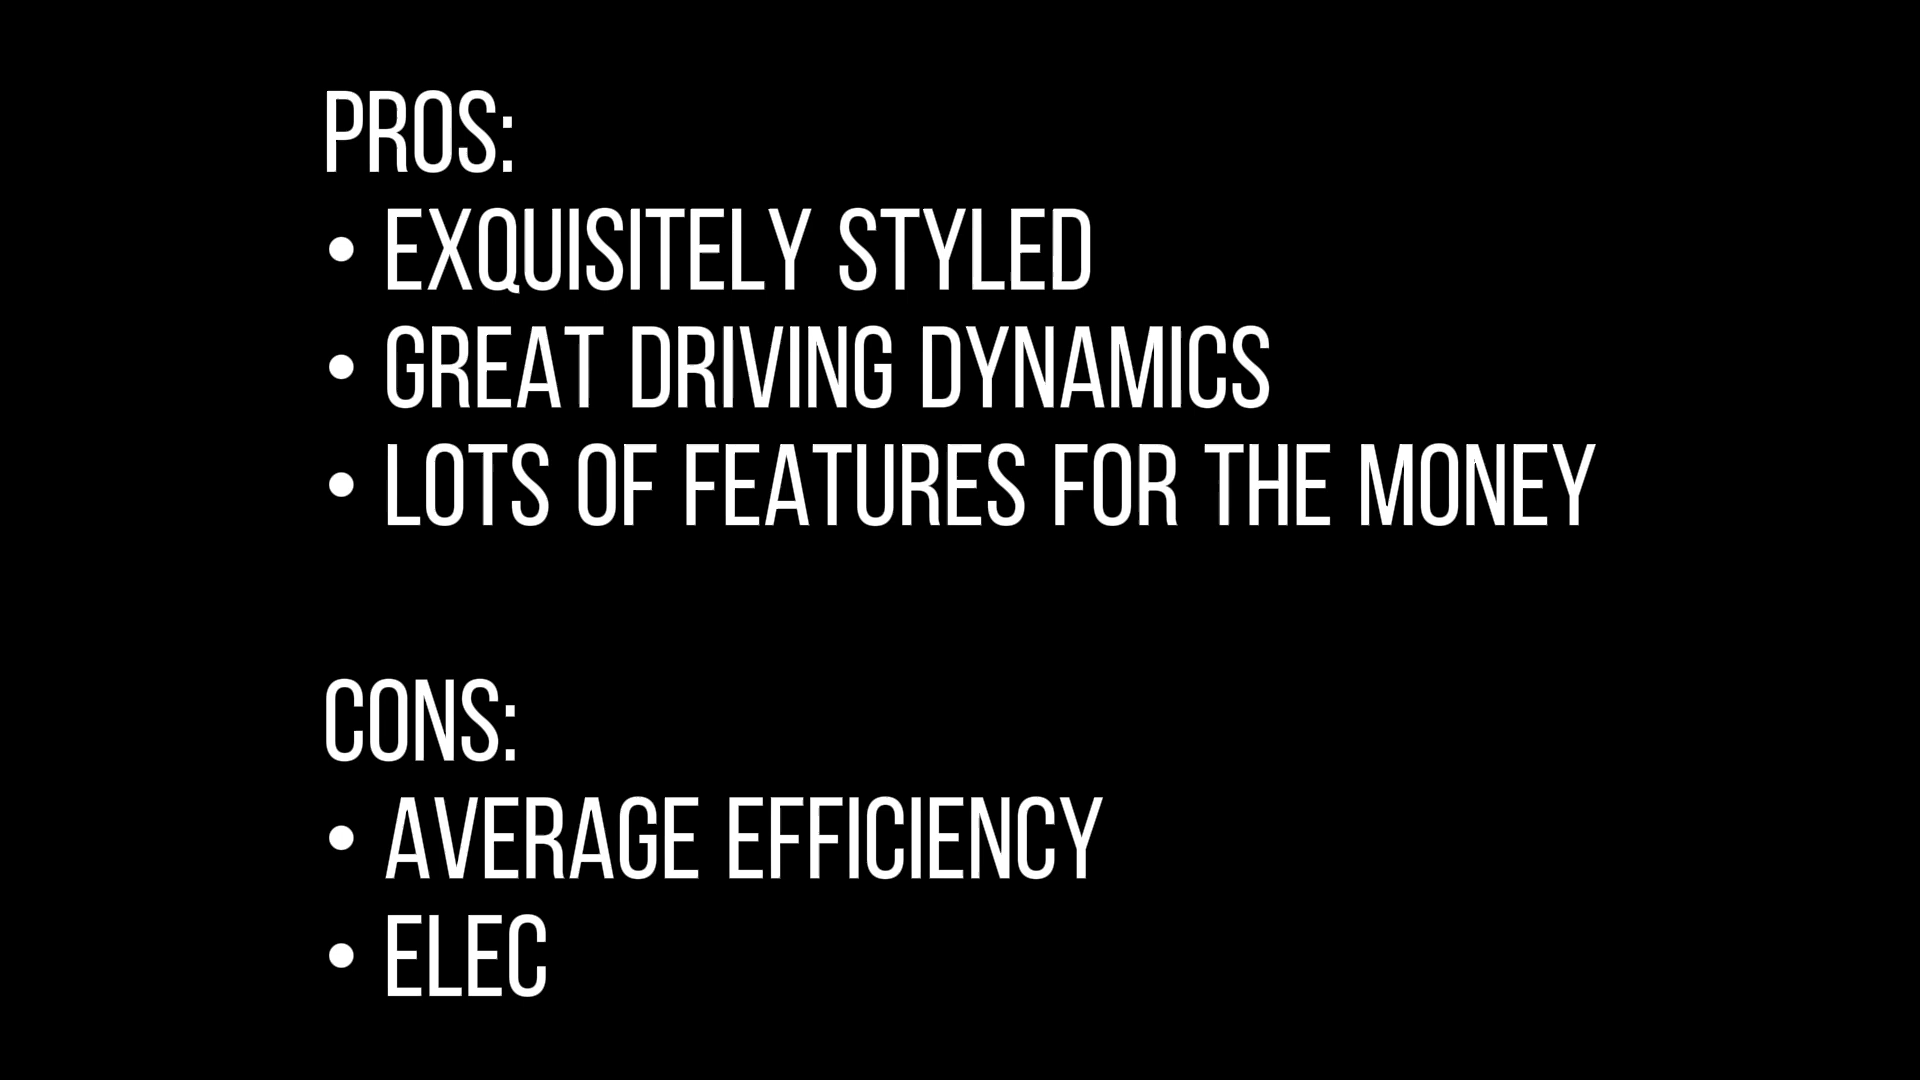 PROS:
• EXQUISITELY STYLED
• GREAT DRIVING DYNAMICS
• LOTS OF FEATURES FOR THE MONEY
CONS:
• AVERAGE EFFICIENCY
• ELEC